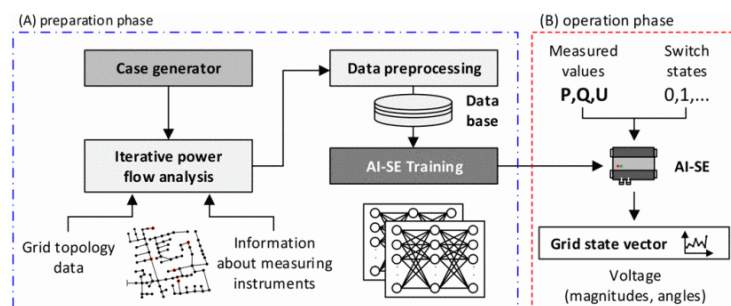 (A) preparation phase
Case generator
Iterative power
flow analysis
Grid topology
data
Information
about measuring
instruments
Data preprocessing
Data
base
AI-SE Training
(B) operation phase
Measured
values
P,Q,U
Switch
states
0,1,...
AI-SE
Grid state vector
Voltage
(magnitudes, angles)